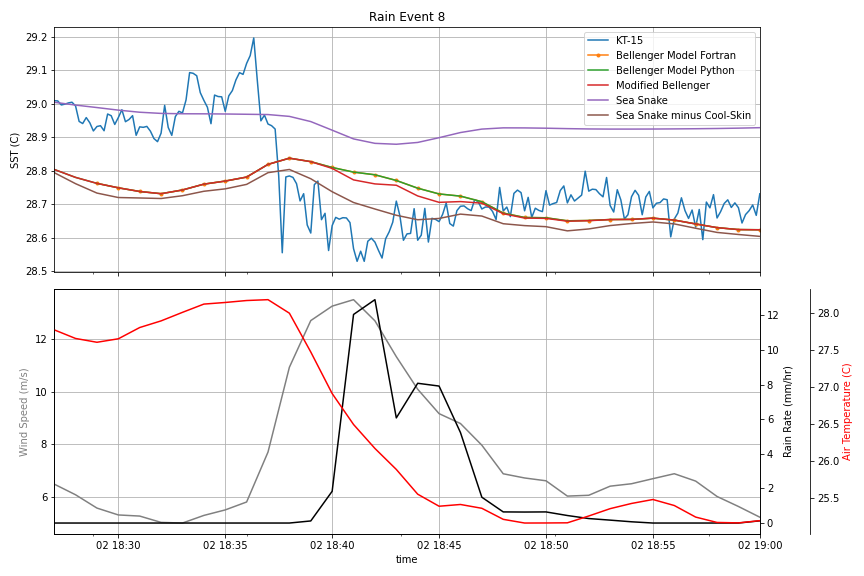 Rain Event 8
29.2
29.1
29.0
28.9
28.8
28.7
28.6
28.5
SST (C)
KT-15
Bellenger Model Fortran
Bellenger Model Python
Modified Bellenger
Sea Snake
Sea Snake minus Cool-Skin
12
10
8
6
Wind Speed (m/s)
12
10
8
6
4
2
0
Rain Rate (mm/hr)
28.0
27.5
27.0
26.5
26.0
25.5
Air Temperature (C)
02 18:30
02 18:35
02 18:40
02 18:45
02 18:50
02 18:55
02 19:00
time